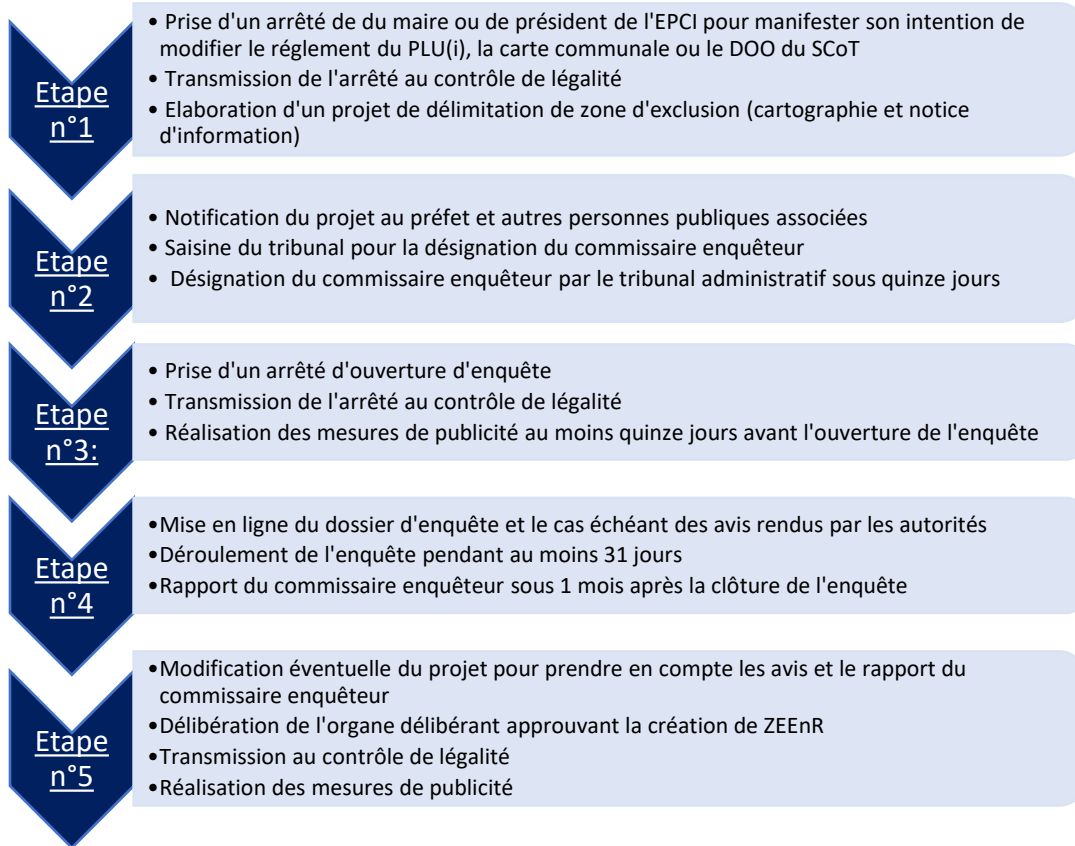 Etape
n°1
• Prise d'un arrêté de du maire ou de président de l'EPCI pour manifester son intention de
modifier le réglement du PLU(i), la carte communale ou le DOO du SCoT
• Transmission de l'arrêté au contrôle de légalité
• Elaboration d'un projet de délimitation de zone d'exclusion (cartographie et notice
d'information)
Etape
n°2
• Notification du projet au préfet et autres personnes publiques associées
• Saisine du tribunal pour la désignation du commissaire enquêteur
• Désignation du commissaire enquêteur par le tribunal administratif sous quinze jours
Etape
n°3:
• Prise d'un arrêté d'ouverture d'enquête
• Transmission de l'arrêté au contrôle de légalité
• Réalisation des mesures de publicité au moins quinze jours avant l'ouverture de l'enquête
Etape
n°4
•Mise en ligne du dossier d'enquête et le cas échéant des avis rendus par les autorités
•Déroulement de l'enquête pendant au moins 31 jours
•Rapport du commissaire enquêteur sous 1 mois après la clôture de l'enquête
Etape
n°5
•Modification éventuelle du projet pour prendre en compte les avis et le rapport du
commissaire enquêteur
•Délibération de l'organe délibérant approuvant la création de ZEEnR
•Transmission au contrôle de légalité
•Réalisation des mesures de publicité